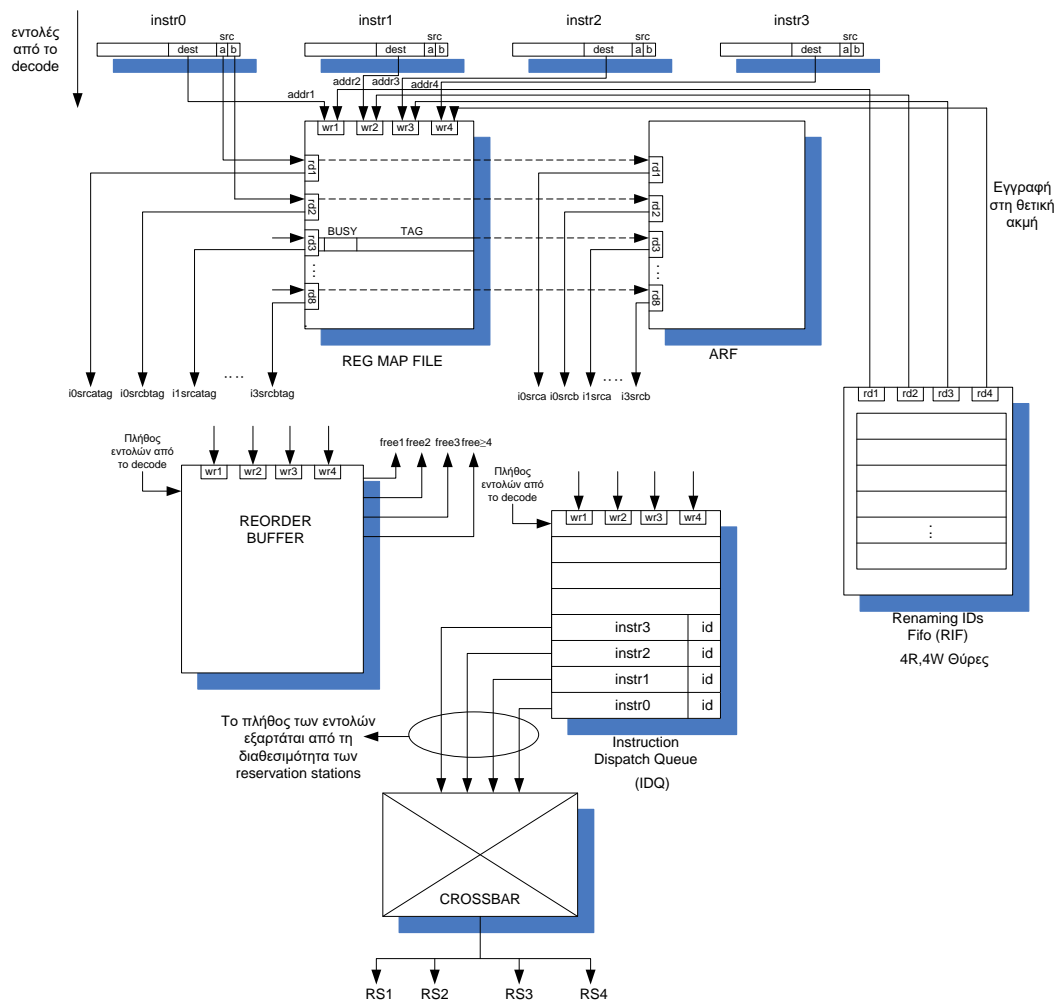 εντολές
από το
decode
instr0
instr1
instr2
instr3
src
src
src
src
dest
a
b
dest
a
b
dest
a
b
dest
a
b
addr1
addr2
addr3
addr4
wr1
wr2
wr3
wr4
rd1
rd2
rd3
BUSY
TAG
rd8
REG MAP FILE
rd1
rd2
rd3
rd8
ARF
Εγγραφή
στη θετική
ακμή
i0srcatag
i0srcbtag
i1srcatag
i3srcbtag
i0srca
i0srcb
i1srca
i3srcb
rd1
rd2
rd3
rd4
Renaming IDs
Fifo (RIF)
4R,4W Θύρες
Πλήθος
εντολών από
το decode
wr1
wr2
wr3
wr4
free1
free2
free3
free≥4
REORDER
BUFFER
Πλήθος
εντολών από
το decode
wr1
wr2
wr3
wr4
instr3
id
instr2
id
instr1
id
instr0
id
Instruction
Dispatch Queue
(IDQ)
Το πλήθος των εντολών
εξαρτάται από τη
διαθεσιμότητα των
reservation stations
CROSSBAR
RS1
RS2
RS3
RS4